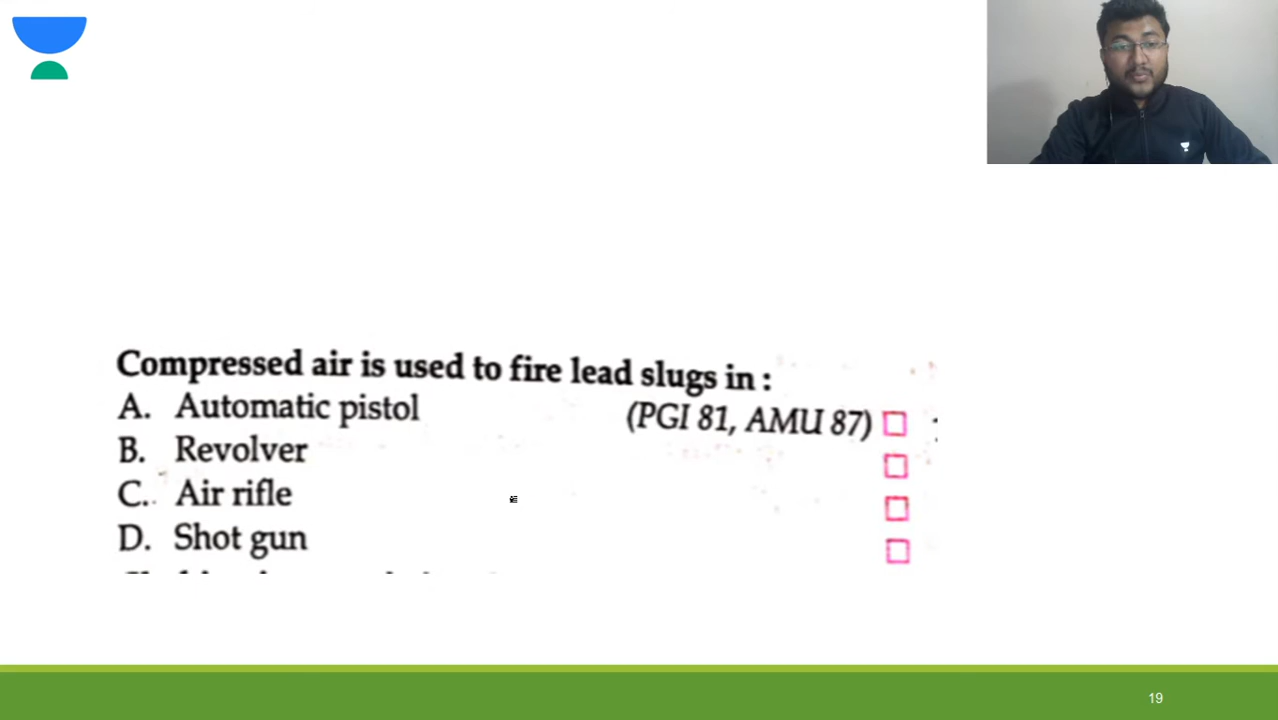 Compressed air is used to fire lead slugs in :
A. Automatic pistol (PGI 81, AMU 87)
B. Revolver
C. Air rifle
D. Shot gun
19